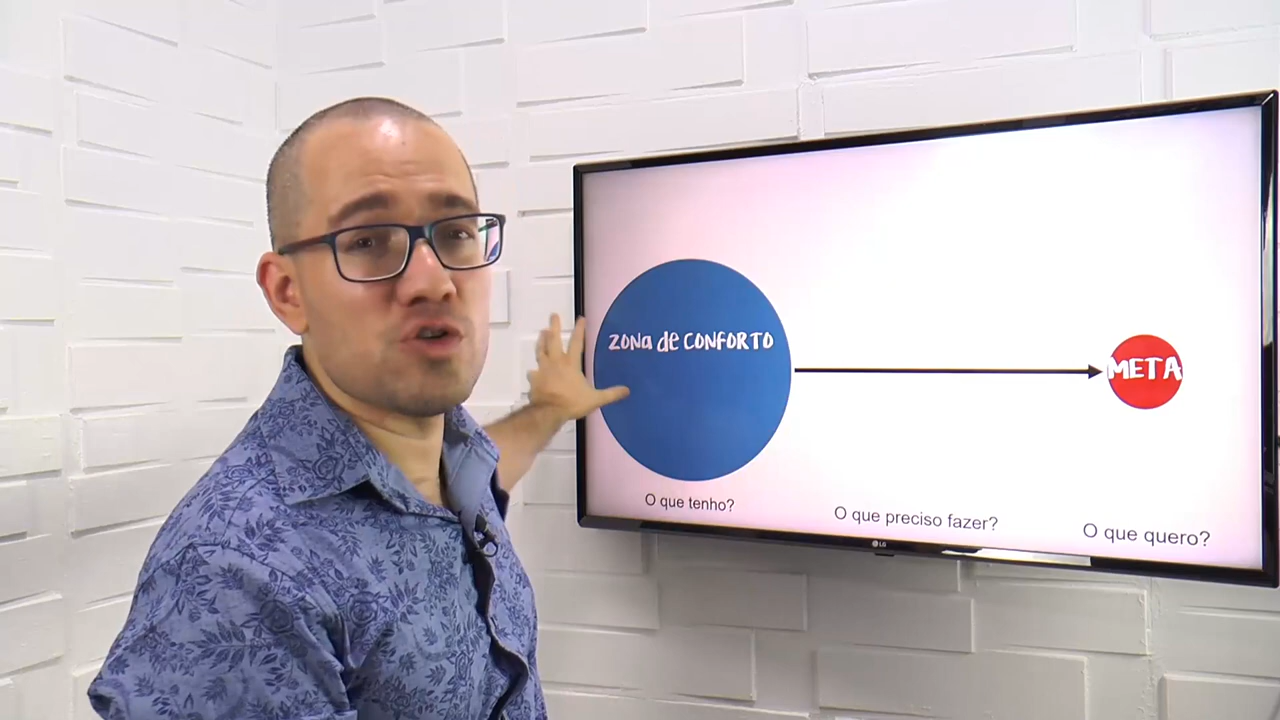 ZONA de CONFORTO
META
O que tenho?
O que preciso fazer?
O que quero?
LG